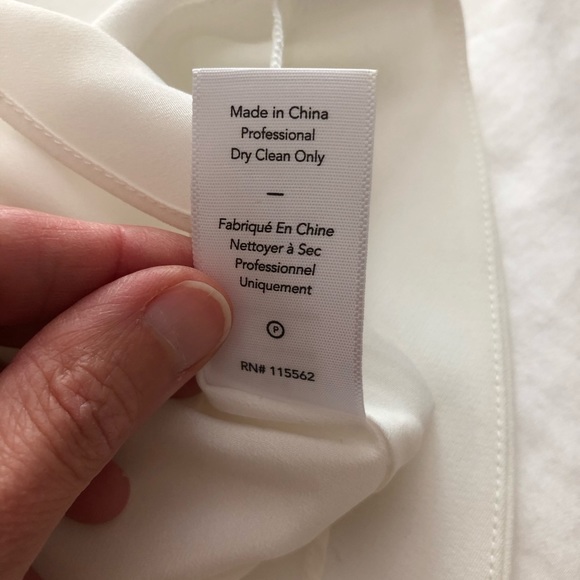 Made in China
Professional
Dry Clean Only
—
Fabriqué En Chine
Nettoyer à Sec
Professionnel
Uniquement
P
RN# 115562